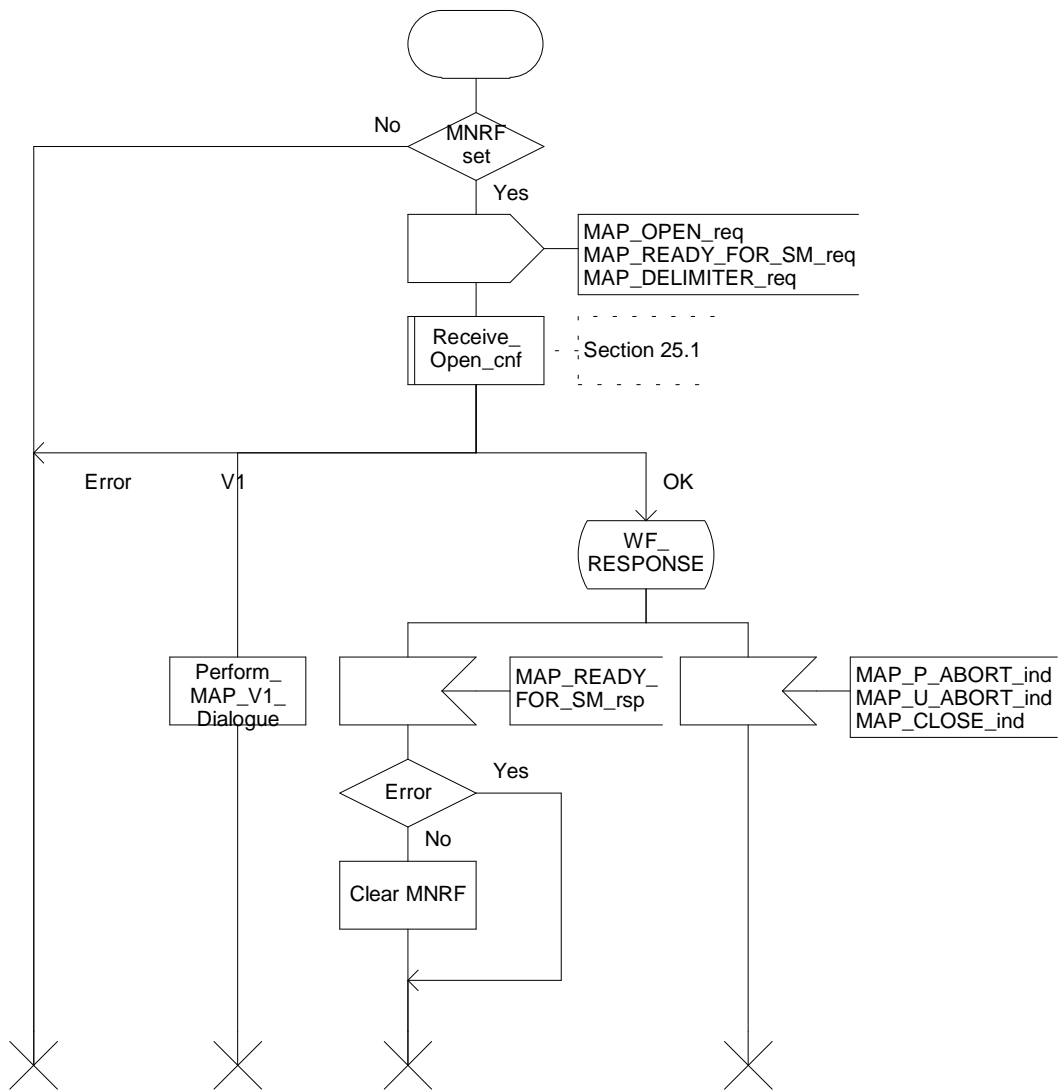 No
MNRF
set
Yes
MAP_OPEN_req
MAP_READY_FOR_SM_req
MAP_DELIMITER_req
Receive_
Open_cnf
Section 25.1
Error
V1
OK
WF_
RESPONSE
Perform_
MAP_V1_
Dialogue
MAP_READY_
FOR_SM_rsp
MAP_P_ABORT_ind
MAP_U_ABORT_ind
MAP_CLOSE_ind
Error
Yes
No
Clear MNRF